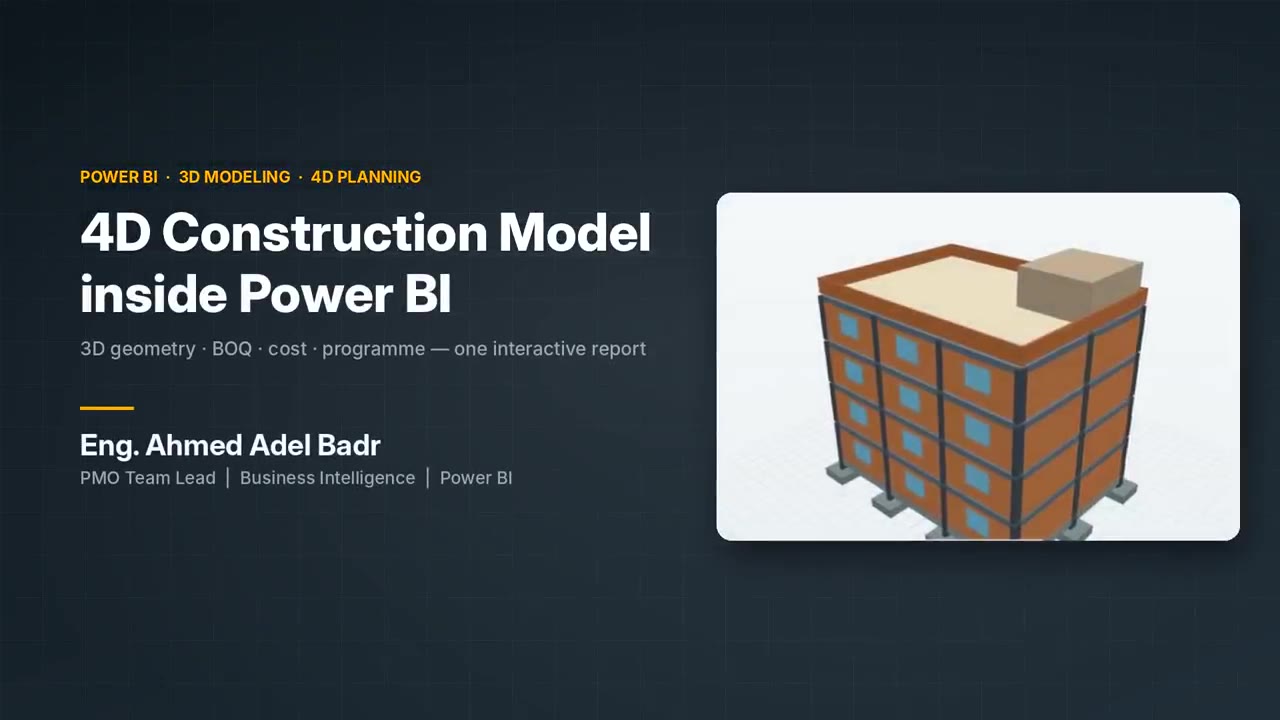 POWER BI · 3D MODELING · 4D PLANNING
4D Construction Model
inside Power BI
3D geometry · BOQ · cost · programme — one interactive report
Eng. Ahmed Adel Badr
PMO Team Lead | Business Intelligence | Power BI